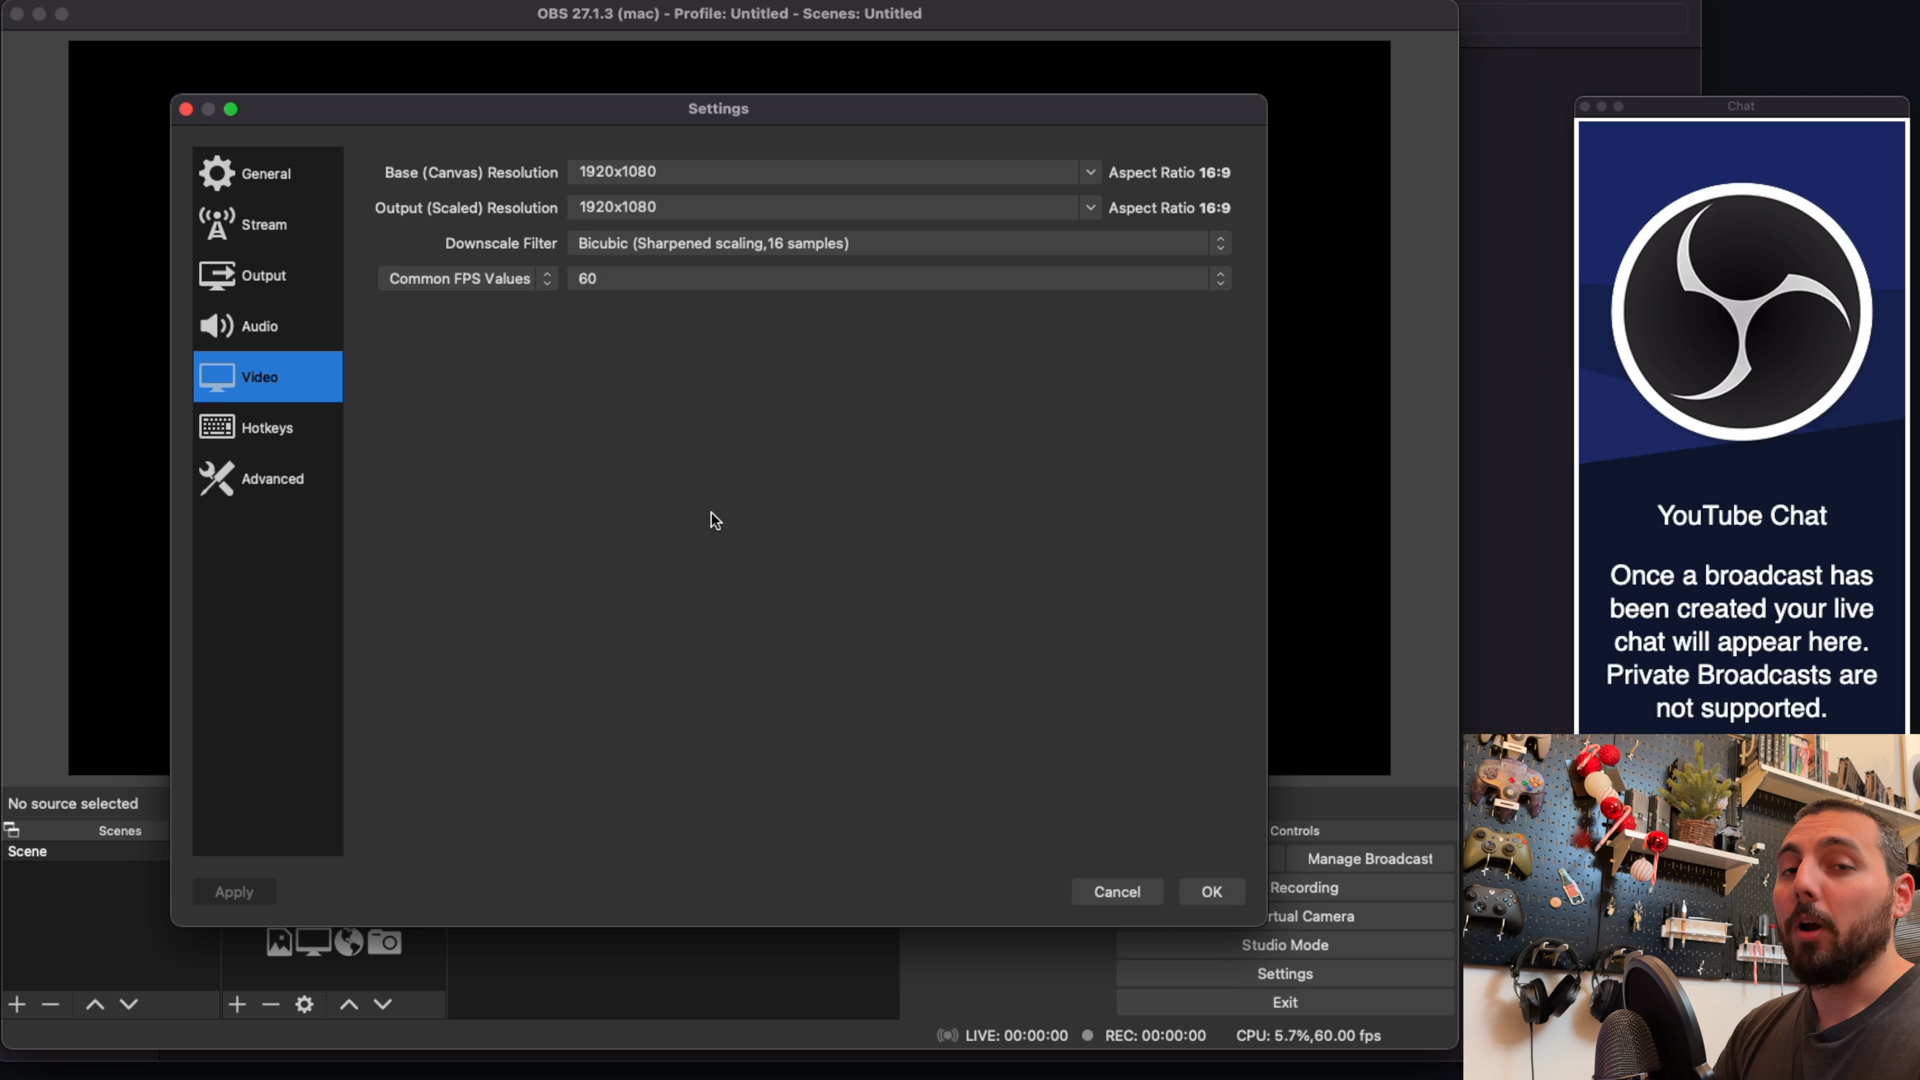 OBS 27.1.3 (mac) - Profile: Untitled - Scenes: Untitled
Settings
General
Stream
Output
Audio
Video
Hotkeys
Advanced
Base (Canvas) Resolution 1920x1080 Aspect Ratio 16:9
Output (Scaled) Resolution 1920x1080 Aspect Ratio 16:9
Downscale Filter Bicubic (Sharpened scaling,16 samples)
Common FPS Values 60
Apply
Cancel
OK
Chat
YouTube Chat
Once a broadcast has
been created your live
chat will appear here.
Private Broadcasts are
not supported.
No source selected
Scenes
Scene
Controls
Manage Broadcast
Recording
rtual Camera
Studio Mode
Settings
Exit
LIVE: 00:00:00 REC: 00:00:00 CPU: 5.7%,60.00 fps